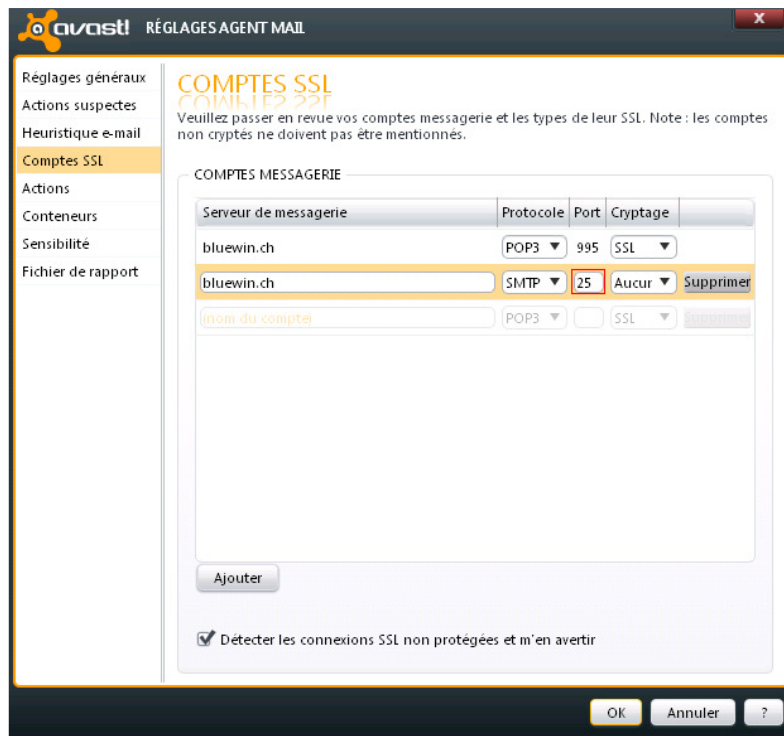 avast! RÉGLAGES AGENT MAIL
x
Réglages généraux
Actions suspectes
Heuristique e-mail
Comptes SSL
Actions
Conteneurs
Sensibilité
Fichier de rapport
COMPTES SSL
Veuillez passer en revue vos comptes messagerie et les types de leur SSL. Note : les comptes
non cryptés ne doivent pas être mentionnés.
COMPTES MESSAGERIE
Serveur de messagerie Protocole Port Cryptage
bluewin.ch POP3 995 SSL
bluewin.ch SMTP 25 Aucur Supprimer
(nom du compte) POP3 SSL Supprimer
Ajouter
Détecter les connexions SSL non protégées et m'en avertir
OK Annuler ?